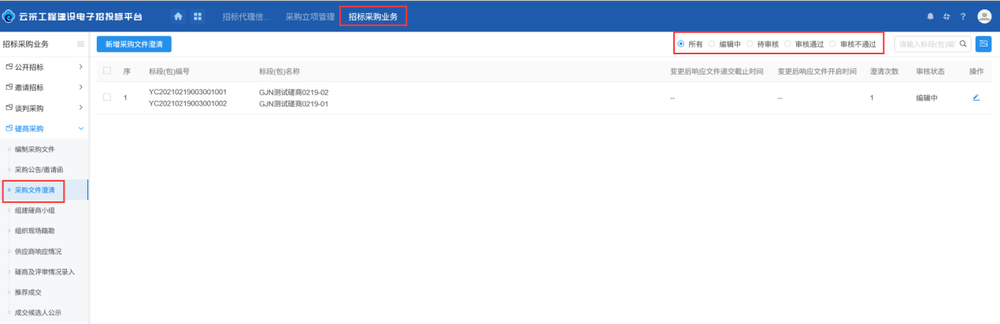 云采工程建设电子招投标平台 招标代理信... 采购立项管理 招标采购业务 ?
招标采购业务
新增采购文件澄清
所有 编辑中 待审核 审核通过 审核不通过
请输入标段(包)编
公开招标
邀请招标
谈判采购
磋商采购
编制采购文件
采购公告/邀请函
采购文件澄清
组建磋商小组
组织现场踏勘
供应商响应情况
磋商及评审情况录入
推荐成交
成交候选人公示
序 标段(包)编号 标段(包)名称 变更后响应文件递交截止时间 变更后响应文件开启时间 澄清次数 审核状态 操作
YC20210219003001001 GJN测试磋商0219-02
1 -- -- 1 编辑中
YC20210219003001002 GJN测试磋商0219-01